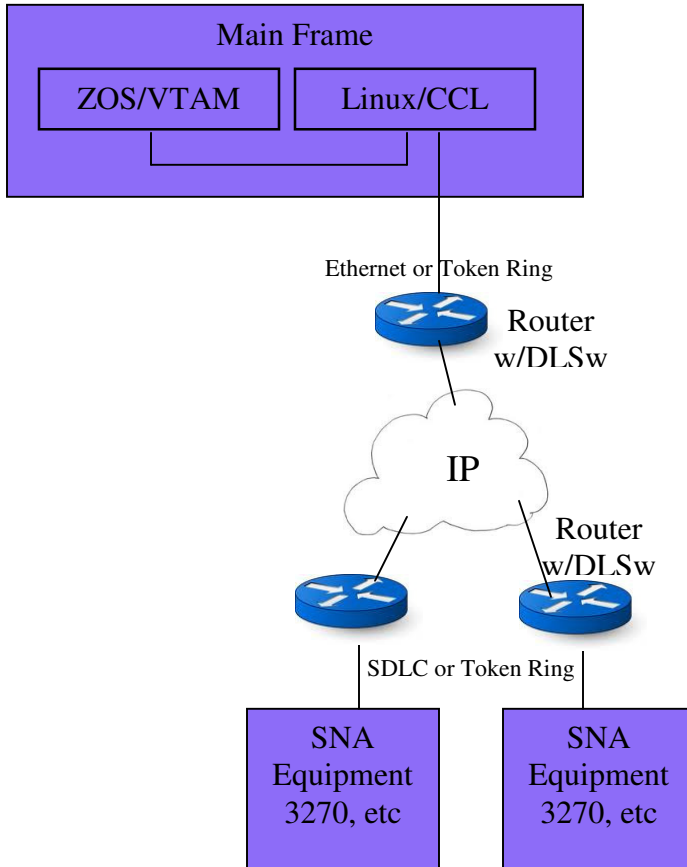 Main Frame
ZOS/VTAM
Linux/CCL
Ethernet or Token Ring
Router
w/DLSw
IP
Router
w/DLSw
SDLC or Token Ring
SNA
Equipment
3270, etc
SNA
Equipment
3270, etc